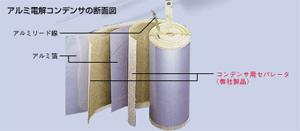 アルミ電解コンデンサの断面図
アルミリード線
アルミ箔
コンデンサ用セパレータ
(弊社製品)